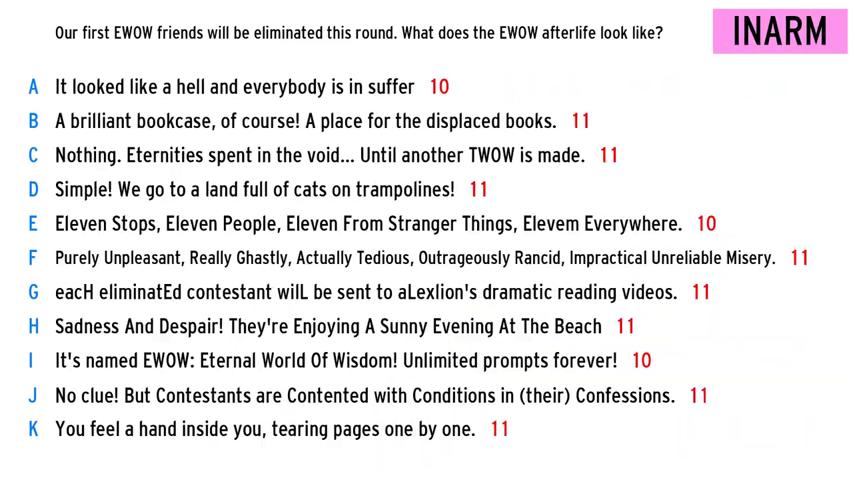 Our first EWOW friends will be eliminated this round. What does the EWOW afterlife look like?
INARM
A It looked like a hell and everybody is in suffer 10
B A brilliant bookcase, of course! A place for the displaced books. 11
C Nothing. Eternities spent in the void... Until another TWOW is made. 11
D Simple! We go to a land full of cats on trampolines! 11
E Eleven Stops, Eleven People, Eleven From Stranger Things, Elevem Everywhere. 10
F Purely Unpleasant, Really Ghastly, Actually Tedious, Outrageously Rancid, Impractical Unreliable Misery. 11
G eacH eliminatEd contestant wilL be sent to aLexlion's dramatic reading videos. 11
H Sadness And Despair! They're Enjoying A Sunny Evening At The Beach 11
I It's named EWOW: Eternal World Of Wisdom! Unlimited prompts forever! 10
J No clue! But Contestants are Contented with Conditions in (their) Confessions. 11
K You feel a hand inside you, tearing pages one by one. 11